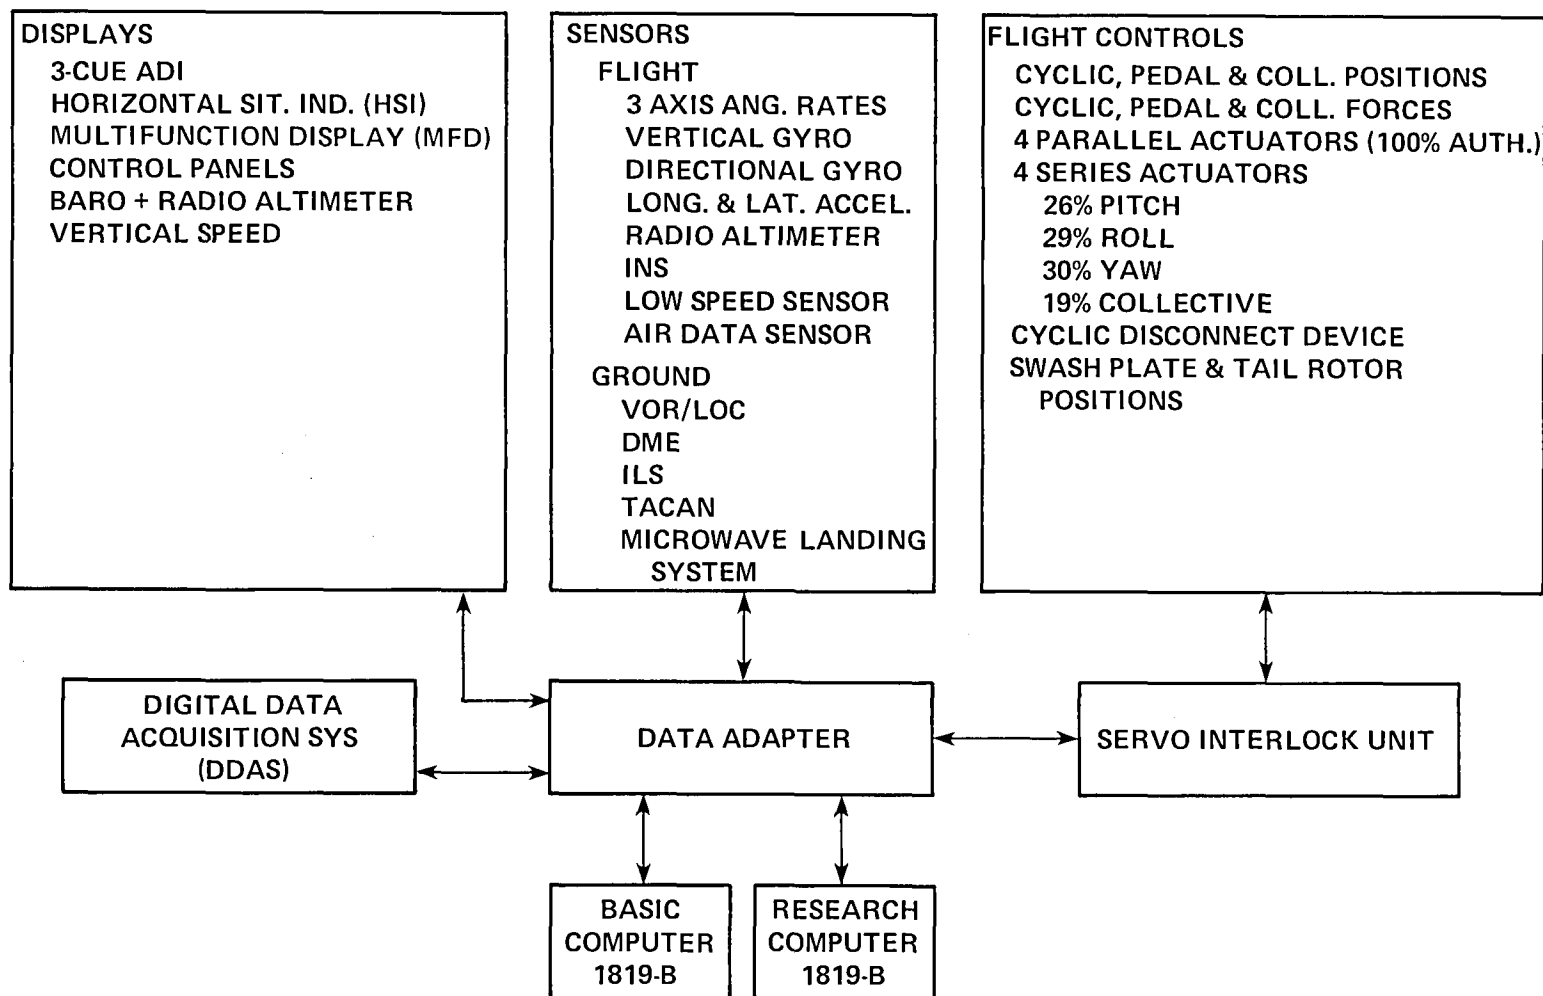 DISPLAYS
3-CUE ADI
HORIZONTAL SIT. IND. (HSI)
MULTIFUNCTION DISPLAY (MFD)
CONTROL PANELS
BARO + RADIO ALTIMETER
VERTICAL SPEED
SENSORS
FLIGHT
3 AXIS ANG. RATES
VERTICAL GYRO
DIRECTIONAL GYRO
LONG. & LAT. ACCEL.
RADIO ALTIMETER
INS
LOW SPEED SENSOR
AIR DATA SENSOR
GROUND
VOR/LOC
DME
ILS
TACAN
MICROWAVE LANDING
SYSTEM
FLIGHT CONTROLS
CYCLIC, PEDAL & COLL. POSITIONS
CYCLIC, PEDAL & COLL. FORCES
4 PARALLEL ACTUATORS (100% AUTH.)
4 SERIES ACTUATORS
26% PITCH
29% ROLL
30% YAW
19% COLLECTIVE
CYCLIC DISCONNECT DEVICE
SWASH PLATE & TAIL ROTOR
POSITIONS
DIGITAL DATA
ACQUISITION SYS
(DDAS)
DATA ADAPTER
SERVO INTERLOCK UNIT
BASIC
COMPUTER
1819-B
RESEARCH
COMPUTER
1819-B